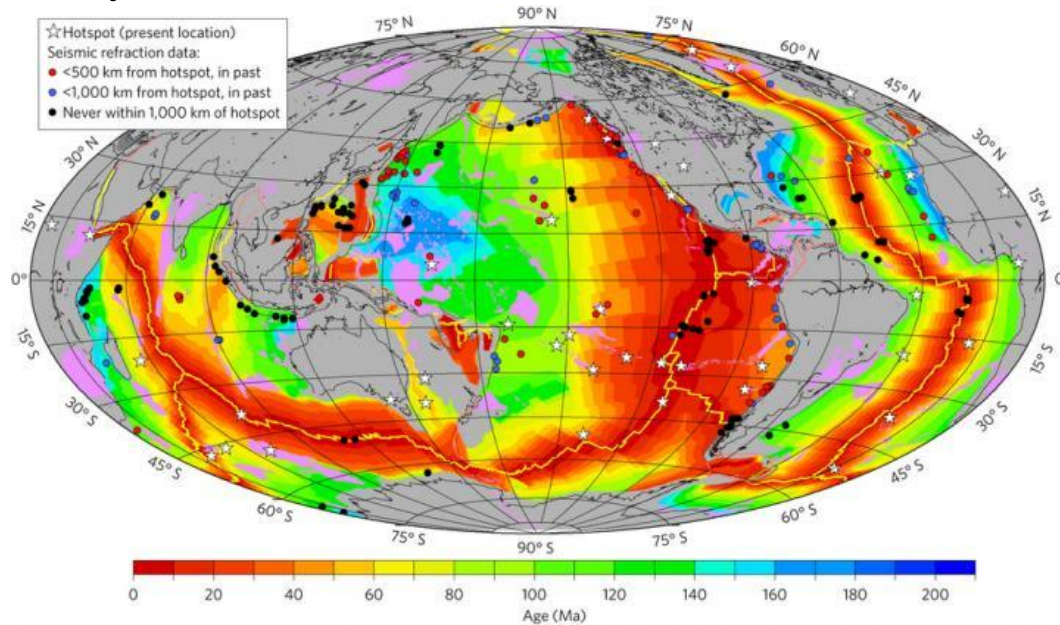 90° N
75° N
75° N
60° N
45° N
30° N
15° N
0°
15° S
30° S
45° S
60° S
75° S
90° S
75° S
60° S
45° S
30° S
15° S
0°
15° N
30° N
Hotspot (present location)
Seismic refraction data:
<500 km from hotspot, in past
<1,000 km from hotspot, in past
Never within 1,000 km of hotspot
0 20 40 60 80 100 120 140 160 180 200
Age (Ma)